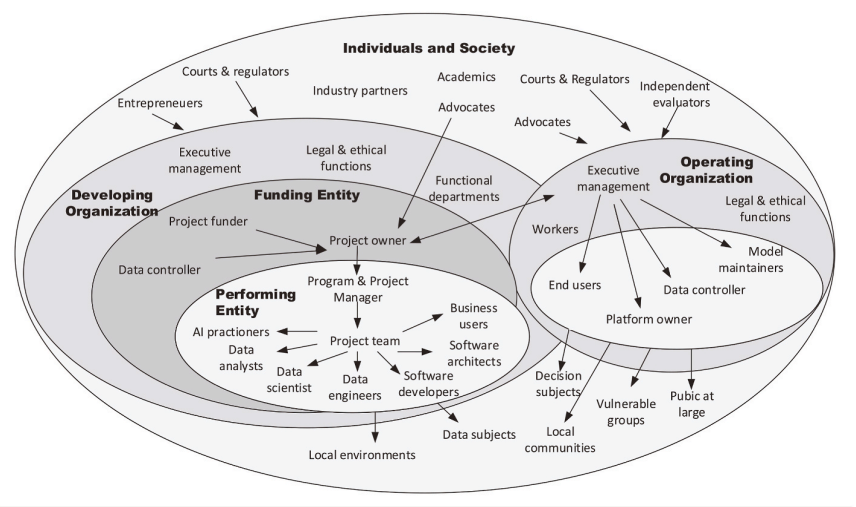 Individuals and Society
Courts & regulators
Academics
Courts & Regulators
Industry partners
Independent
evaluators
Entrepreneuers
Advocates
Advocates
Executive
management
Legal & ethical
functions
Executive
management
Operating
Organization
Developing
Organization
Funding Entity
Functional
departments
Legal & ethical
functions
Project funder
Workers
Project owner
Model
maintainers
Data controller
End users
Data controller
Program & Project
Manager
Performing
Entity
Platform owner
Business
users
AI practioners
Project team
Data
analysts
Software
architects
Data
scientist
Data
engineers
Software
developers
Decision
subjects
Vulnerable
groups
Pubic at
large
Data subjects
Local
communities
Local environments